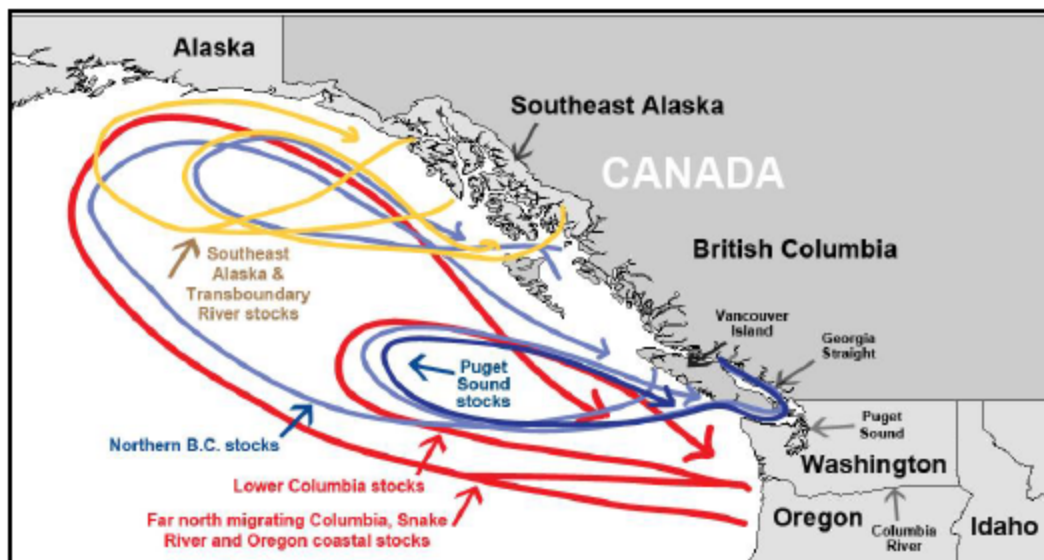 Alaska
Southeast Alaska
CANADA
British Columbia
Southeast
Alaska &
Transboundary
River stocks
Vancouver
Island
Georgia
Straight
Puget
Sound
stocks
Northern B.C. stocks
Puget
Sound
Washington
Lower Columbia stocks
Far north migrating Columbia, Snake
River and Oregon coastal stocks
Oregon
Columbia
River
Idaho